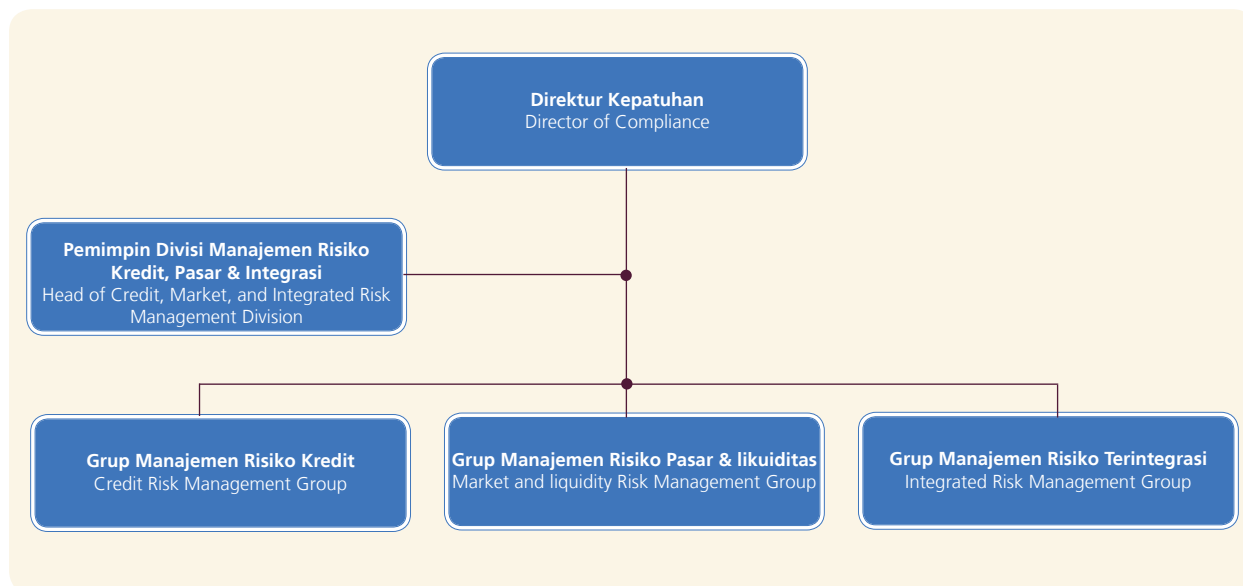 Direktur Kepatuhan
Director of Compliance
Pemimpin Divisi Manajemen Risiko
Kredit, Pasar & Integrasi
Head of Credit, Market, and Integrated Risk
Management Division
Grup Manajemen Risiko Kredit
Credit Risk Management Group
Grup Manajemen Risiko Pasar & likuiditas
Market and liquidity Risk Management Group
Grup Manajemen Risiko Terintegrasi
Integrated Risk Management Group